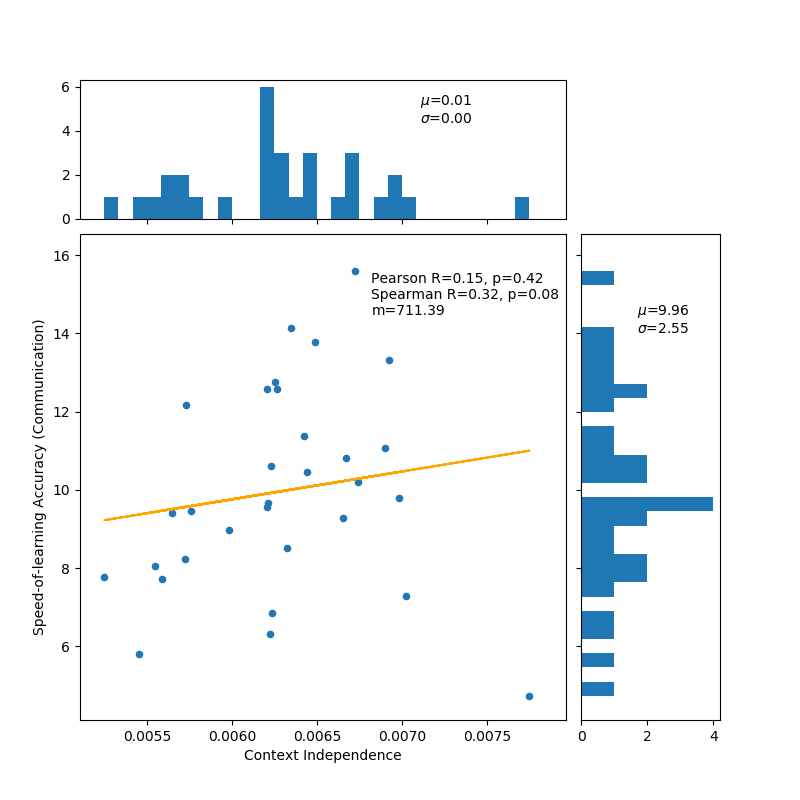 6
4
2
0
μ=0.01
σ=0.00
16
14
12
10
8
6
Speed-of-learning Accuracy (Communication)
Pearson R=0.15, p=0.42
Spearman R=0.32, p=0.08
m=711.39
μ=9.96
σ=2.55
0.0055 0.0060 0.0065 0.0070 0.0075
Context Independence
0 2 4